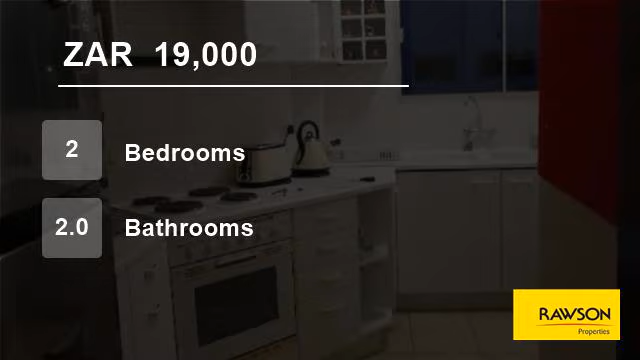 ZAR 19,000
2 Bedrooms
2.0 Bathrooms
RAWSON
Properties